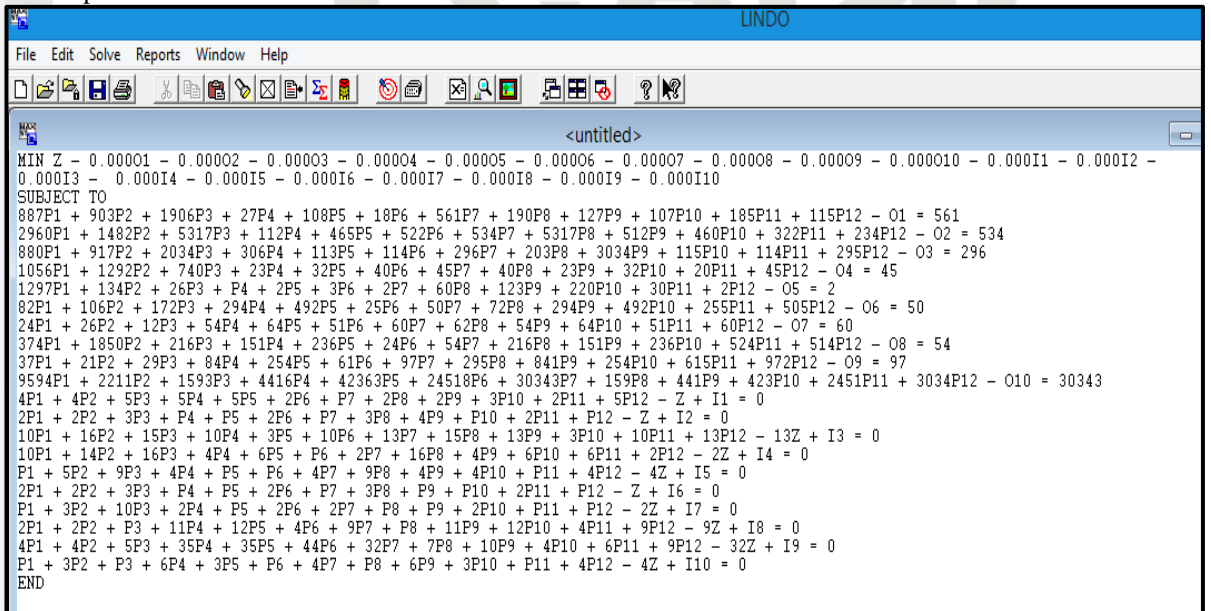 LINDO
File Edit Solve Reports Window Help
<untitled>
MIN Z – 0.000O1 – 0.000O2 – 0.000O3 – 0.000O4 – 0.000O5 – 0.000O6 – 0.000O7 – 0.000O8 – 0.000O9 – 0.000O10 – 0.000I1 – 0.000I2 –
0.000I3 – 0.000I4 – 0.000I5 – 0.000I6 – 0.000I7 – 0.000I8 – 0.000I9 – 0.000I10
SUBJECT TO
887P1 + 903P2 + 1906P3 + 27P4 + 108P5 + 18P6 + 561P7 + 190P8 + 127P9 + 107P10 + 185P11 + 115P12 – O1 = 561
2960P1 + 1482P2 + 5317P3 + 112P4 + 465P5 + 522P6 + 534P7 + 5317P8 + 512P9 + 460P10 + 322P11 + 234P12 – O2 = 534
880P1 + 917P2 + 2034P3 + 306P4 + 113P5 + 114P6 + 296P7 + 203P8 + 3034P9 + 115P10 + 114P11 + 295P12 – O3 = 296
1056P1 + 1292P2 + 740P3 + 23P4 + 32P5 + 40P6 + 45P7 + 40P8 + 23P9 + 32P10 + 20P11 + 45P12 – O4 = 45
1297P1 + 134P2 + 26P3 + P4 + 2P5 + 3P6 + 2P7 + 60P8 + 123P9 + 220P10 + 30P11 + 2P12 – O5 = 2
82P1 + 106P2 + 172P3 + 294P4 + 492P5 + 25P6 + 50P7 + 72P8 + 294P9 + 492P10 + 255P11 + 505P12 – O6 = 50
24P1 + 26P2 + 12P3 + 54P4 + 64P5 + 51P6 + 60P7 + 62P8 + 54P9 + 64P10 + 51P11 + 60P12 – O7 = 60
374P1 + 1850P2 + 216P3 + 151P4 + 236P5 + 24P6 + 54P7 + 216P8 + 151P9 + 236P10 + 524P11 + 514P12 – O8 = 54
37P1 + 21P2 + 29P3 + 84P4 + 254P5 + 61P6 + 97P7 + 295P8 + 841P9 + 254P10 + 615P11 + 972P12 – O9 = 97
9594P1 + 2211P2 + 1593P3 + 4416P4 + 42363P5 + 24518P6 + 30343P7 + 159P8 + 441P9 + 423P10 + 2451P11 + 3034P12 – O10 = 30343
4P1 + 4P2 + 5P3 + 5P4 + 5P5 + 2P6 + P7 + 2P8 + 2P9 + 3P10 + 2P11 + 5P12 – Z + I1 = 0
2P1 + 2P2 + 3P3 + P4 + P5 + 2P6 + P7 + 3P8 + 4P9 + P10 + 2P11 + P12 – Z + I2 = 0
10P1 + 16P2 + 15P3 + 10P4 + 3P5 + 10P6 + 13P7 + 15P8 + 13P9 + 3P10 + 10P11 + 13P12 – 13Z + I3 = 0
10P1 + 14P2 + 16P3 + 4P4 + 6P5 + P6 + 2P7 + 16P8 + 4P9 + 6P10 + 6P11 + 2P12 – 2Z + I4 = 0
P1 + 5P2 + 9P3 + 4P4 + P5 + P6 + 4P7 + 9P8 + 4P9 + 4P10 + P11 + 4P12 – 4Z + I5 = 0
2P1 + 2P2 + 3P3 + P4 + P5 + 2P6 + P7 + 3P8 + P9 + P10 + 2P11 + P12 – Z + I6 = 0
P1 + 3P2 + 10P3 + 2P4 + P5 + 2P6 + 2P7 + P8 + P9 + 2P10 + P11 + P12 – 2Z + I7 = 0
2P1 + 2P2 + P3 + 11P4 + 12P5 + 4P6 + 9P7 + P8 + 11P9 + 12P10 + 4P11 + 9P12 – 9Z + I8 = 0
4P1 + 4P2 + 5P3 + 35P4 + 35P5 + 44P6 + 32P7 + 7P8 + 10P9 + 4P10 + 6P11 + 9P12 – 32Z + I9 = 0
P1 + 3P2 + P3 + 6P4 + 3P5 + P6 + 4P7 + P8 + 6P9 + 3P10 + P11 + 4P12 – 4Z + I10 = 0
END